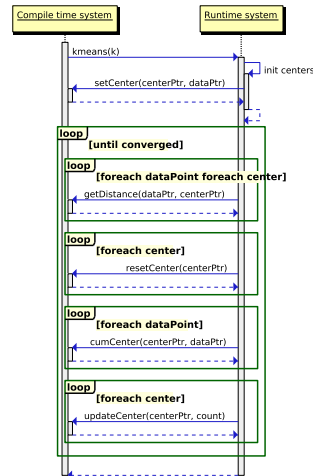 Compile time system
Runtime system
kmeans(k)
init centers
setCenter(centerPtr, dataPtr)
loop
[until converged]
loop
[foreach dataPoint foreach center]
getDistance(dataPtr, centerPtr)
loop
[foreach center]
resetCenter(centerPtr)
loop
[foreach dataPoint]
cumCenter(centerPtr, dataPtr)
loop
[foreach center]
updateCenter(centerPtr, count)